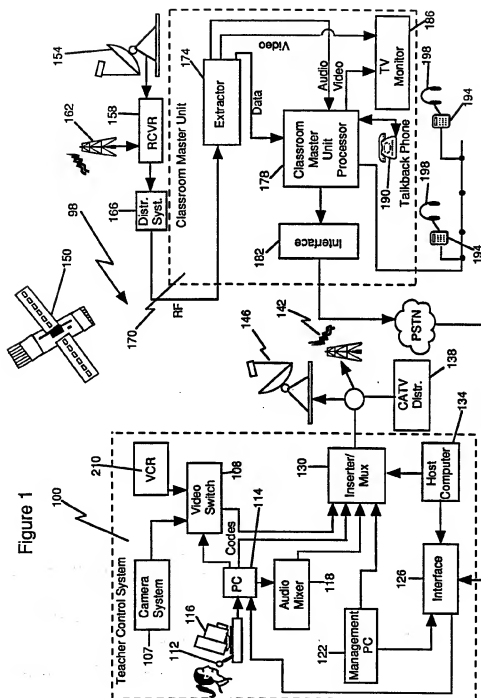 Figure 1
100
Teacher Control System
Camera
System
107
VCR
210
Video
Switch
108
Codes
116
112
PC
114
Audio
Mixer
118
Management
PC
122
Inserter/
Mux
130
Host
Computer
134
Interface
126
150
98
146
142
CATV
Distr.
138
PSTN
170
RF
154
162
158
RCVR
166
Distr.
Syst.
Classroom Master Unit
Extractor
174
Data
Audio
Video
Video
Classroom
Master
Unit
Processor
178
Interface
182
TV
Monitor
186
190
Talkback Phone
198
194
198
194